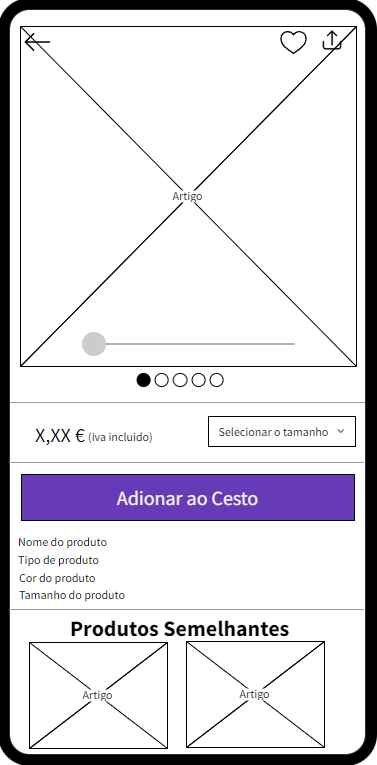 Artigo
X,XX € (iva incluido)
Selecionar o tamanho
Adionar ao Cesto
Nome do produto
Tipo de produto
Cor do produto
Tamanho do produto
Produtos Semelhantes
Artigo
Artigo